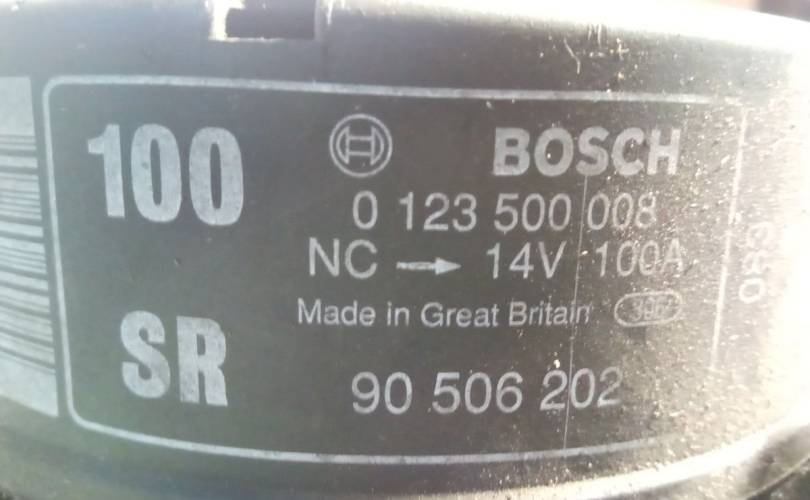 100
BOSCH
0 123 500 008
NC → 14V 100A
Made in Great Britain
SR
90 506 202